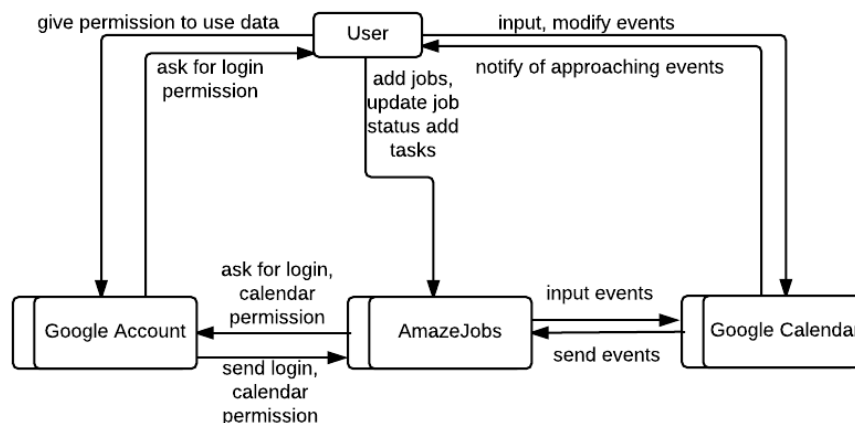 give permission to use data
User
input, modify events
ask for login
permission
notify of approaching events
add jobs,
update job
status add
tasks
ask for login,
calendar
permission
input events
Google Account
AmazeJobs
Google Calendar
send events
send login,
calendar
permission